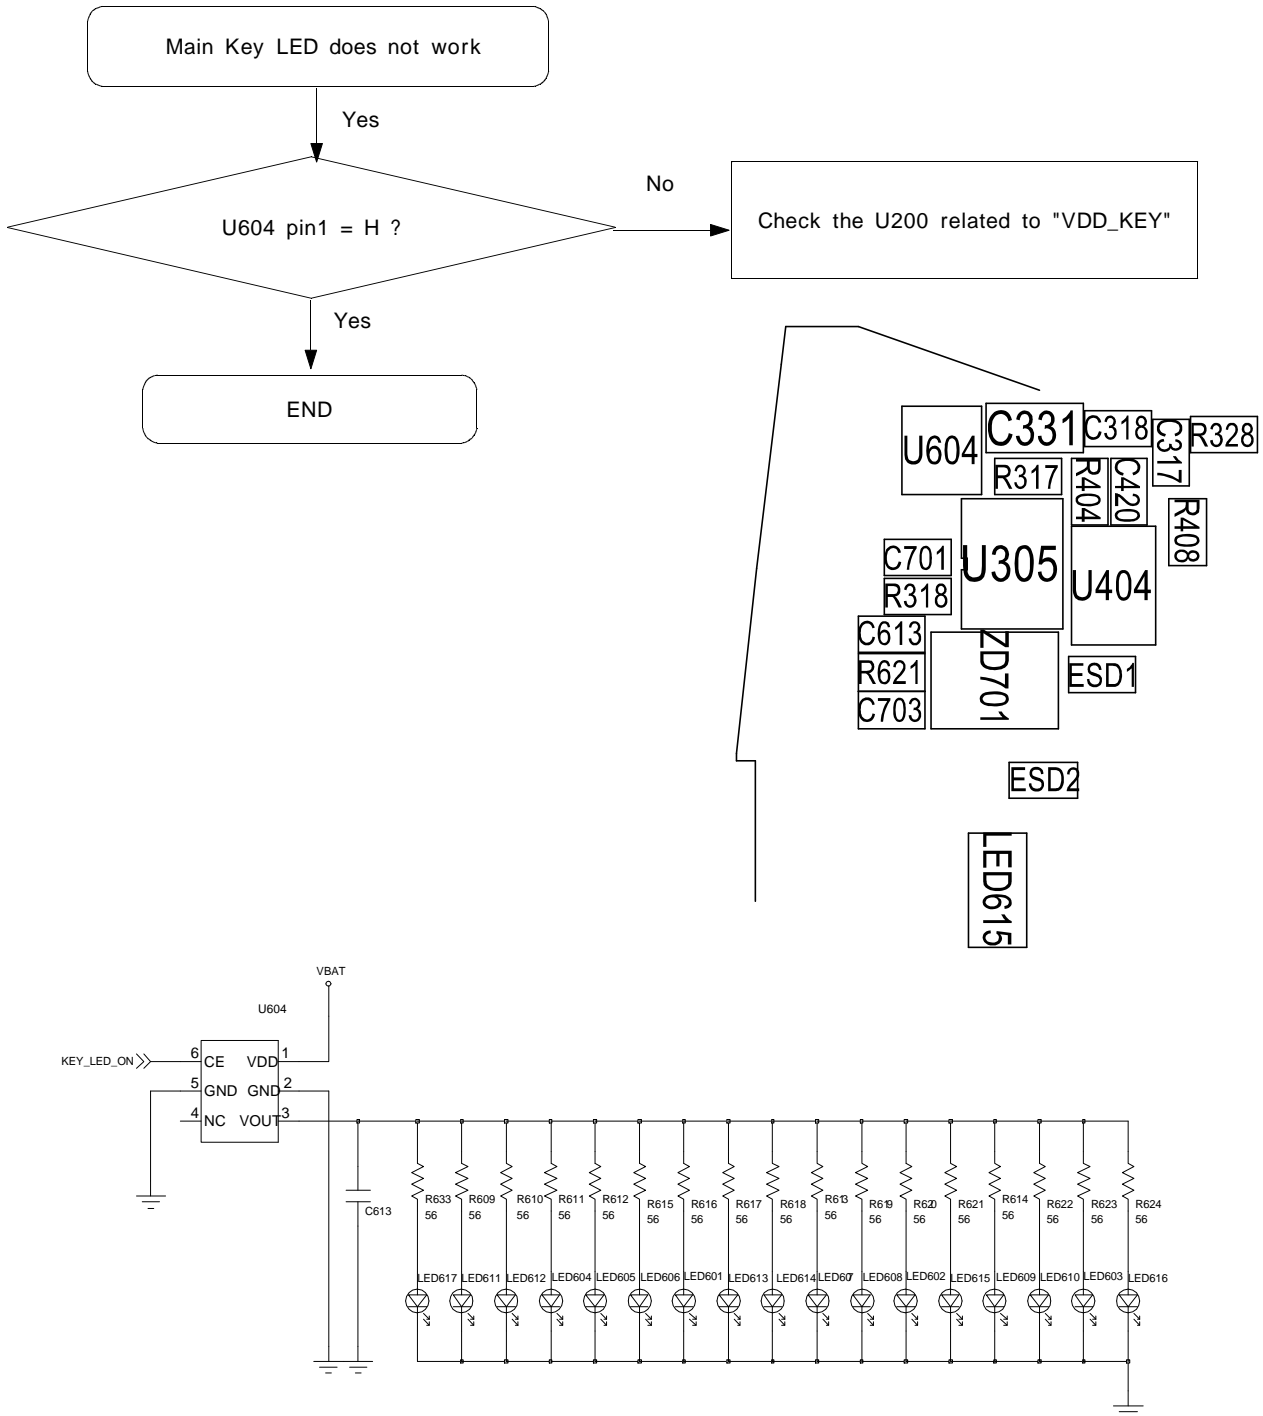 Main Key LED does not work
Yes
U604 pin1 = H ?
No
Check the U200 related to "VDD_KEY"
Yes
END
U604
C331
C318
C317
R328
R317
R404
C420
R408
C701
U305
U404
R318
C613
R621
C703
ZD701
ESD1
ESD2
LED615
VBAT
U604
KEY_LED_ON
6 CE VDD 1
5 GND GND 2
4 NC VOUT 3
C613
R633 R609 R610 R611 R612 R615 R616 R617 R618 R613 R619 R620 R621 R614 R622 R623 R624
56 56 56 56 56 56 56 56 56 56 56 56 56 56 56 56 56
LED617 LED611 LED612 LED604 LED605 LED606 LED601 LED613 LED614 LED607 LED608 LED602 LED615 LED609 LED610 LED603 LED616